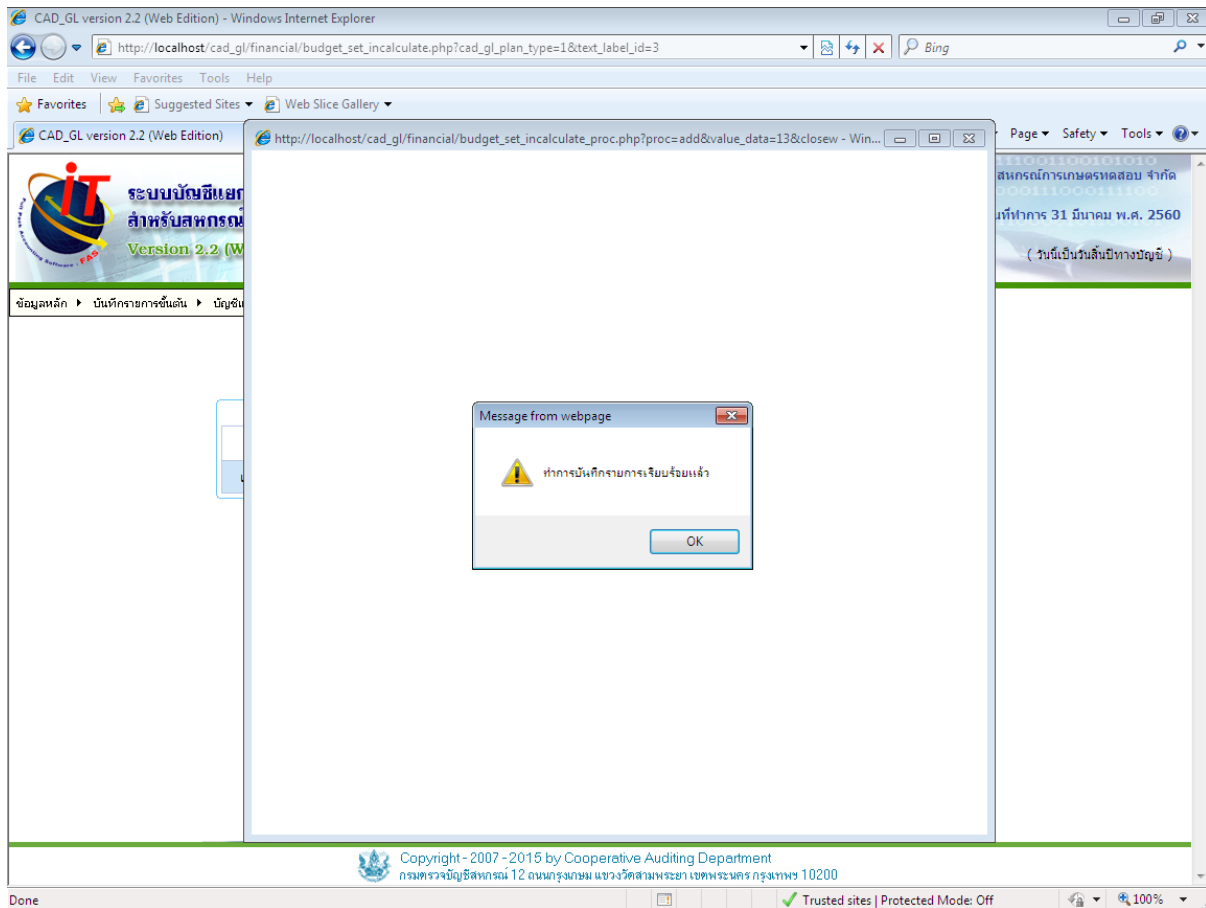 CAD_GL version 2.2 (Web Edition) - Windows Internet Explorer
http://localhost/cad_gl/financial/budget_set_incalculate.php?cad_gl_plan_type=1&text_label_id=3
Bing
File Edit View Favorites Tools Help
Favorites Suggested Sites Web Slice Gallery
CAD_GL version 2.2 (Web Edition)
http://localhost/cad_gl/financial/budget_set_incalculate_proc.php?proc=add&value_data=13&closew - Win...
Page Safety Tools
iT
FAS
ระบบบัญชีแยก
สำหรับสหกรณ์
Version 2.2 (W
สหกรณ์การเกษตรทดสอบ จำกัด
นที่ทำการ 31 มีนาคม พ.ศ. 2560
( วันนี้เป็นวันสิ้นปีทางบัญชี )
ข้อมูลหลัก บันทึกรายการขั้นต้น
Message from webpage
ทำการบันทึกรายการเรียบร้อยแล้ว
OK
Copyright - 2007 - 2015 by Cooperative Auditing Department
กรมตรวจบัญชีสหกรณ์ 12 ถนนกรุงเกษม แขวงวัดสามพระยา เขตพระนคร กรุงเทพฯ 10200
Done
Trusted sites | Protected Mode: Off
100%